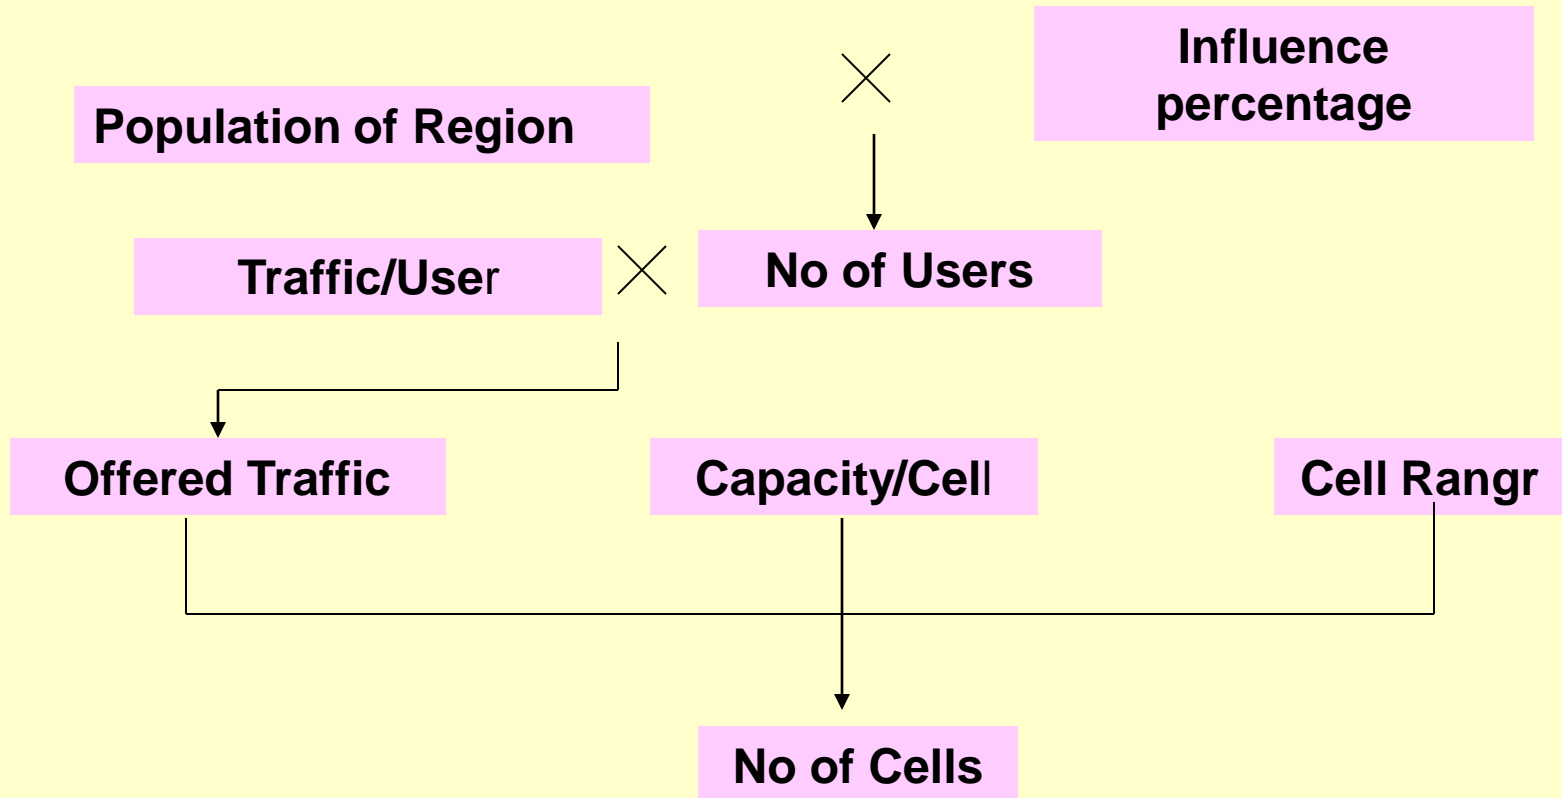 Influence
percentage
Population of Region
Traffic/User
No of Users
Offered Traffic
Capacity/Cell
Cell Rangr
No of Cells